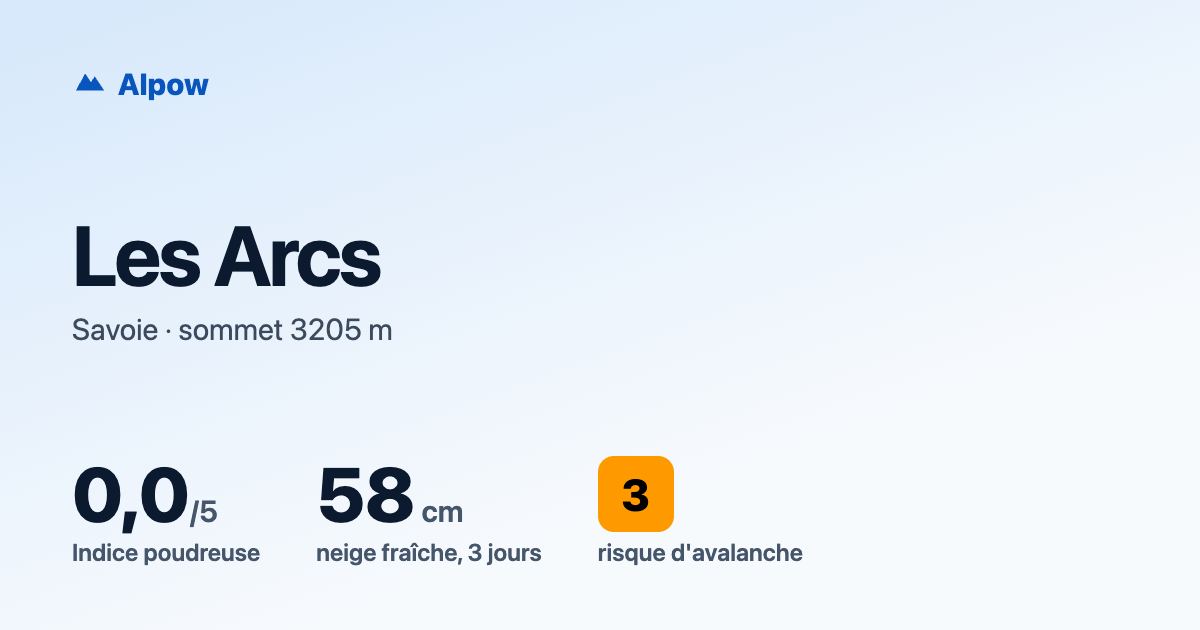 Alpow
Les Arcs
Savoie · sommet 3205 m
0,0/5
Indice poudreuse
58 cm
neige fraîche, 3 jours
3
risque d'avalanche